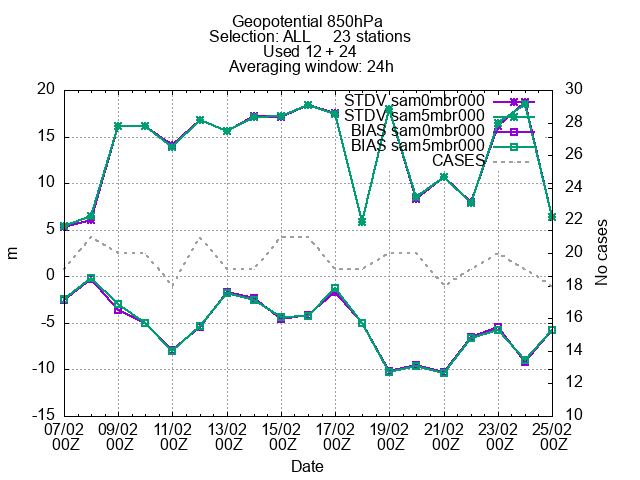 Geopotential 850hPa
Selection: ALL 23 stations
Used 12 + 24
Averaging window: 24h
STDV sam0mbr000
STDV sam5mbr000
BIAS sam0mbr000
BIAS sam5mbr000
CASES
20
15
10
5
0
-5
-10
-15
m
30
28
26
24
22
20
18
16
14
12
10
No cases
07/02 09/02 11/02 13/02 15/02 17/02 19/02 21/02 23/02 25/02
00Z 00Z 00Z 00Z 00Z 00Z 00Z 00Z 00Z 00Z
Date